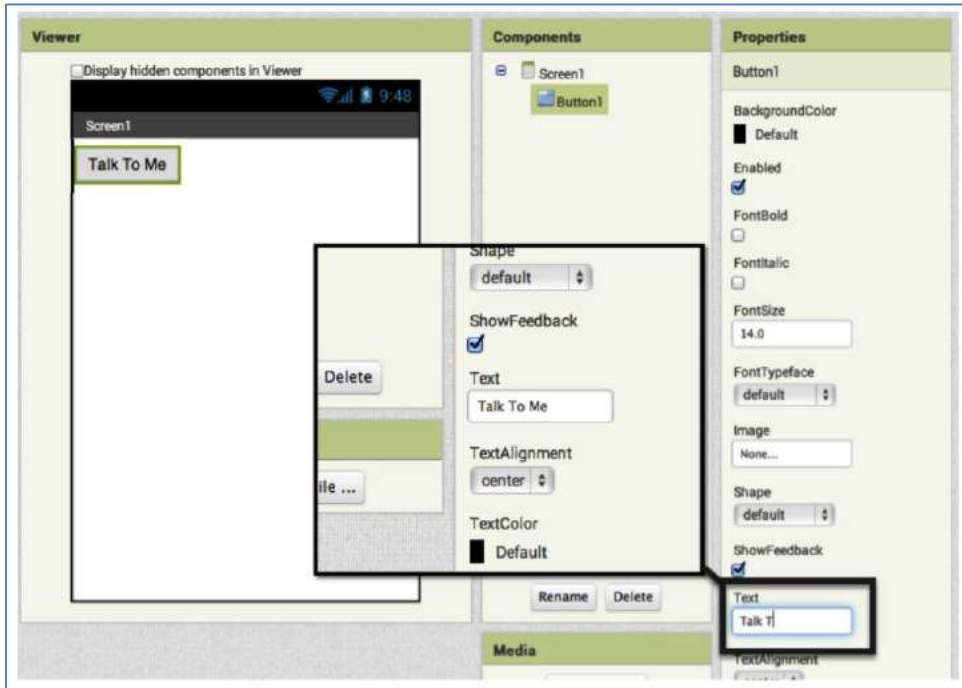 Viewer
Display hidden components in Viewer
9:48
Screen1
Talk To Me
Components
Screen1
Button1
Rename Delete
Media
Delete
ile ...
Shape
default
ShowFeedback
Text
Talk To Me
TextAlignment
center
TextColor
Default
Properties
Button1
BackgroundColor
Default
Enabled
FontBold
FontItalic
FontSize
14.0
FontTypeface
default
Image
None...
Shape
default
ShowFeedback
Text
Talk T
TextAlignment